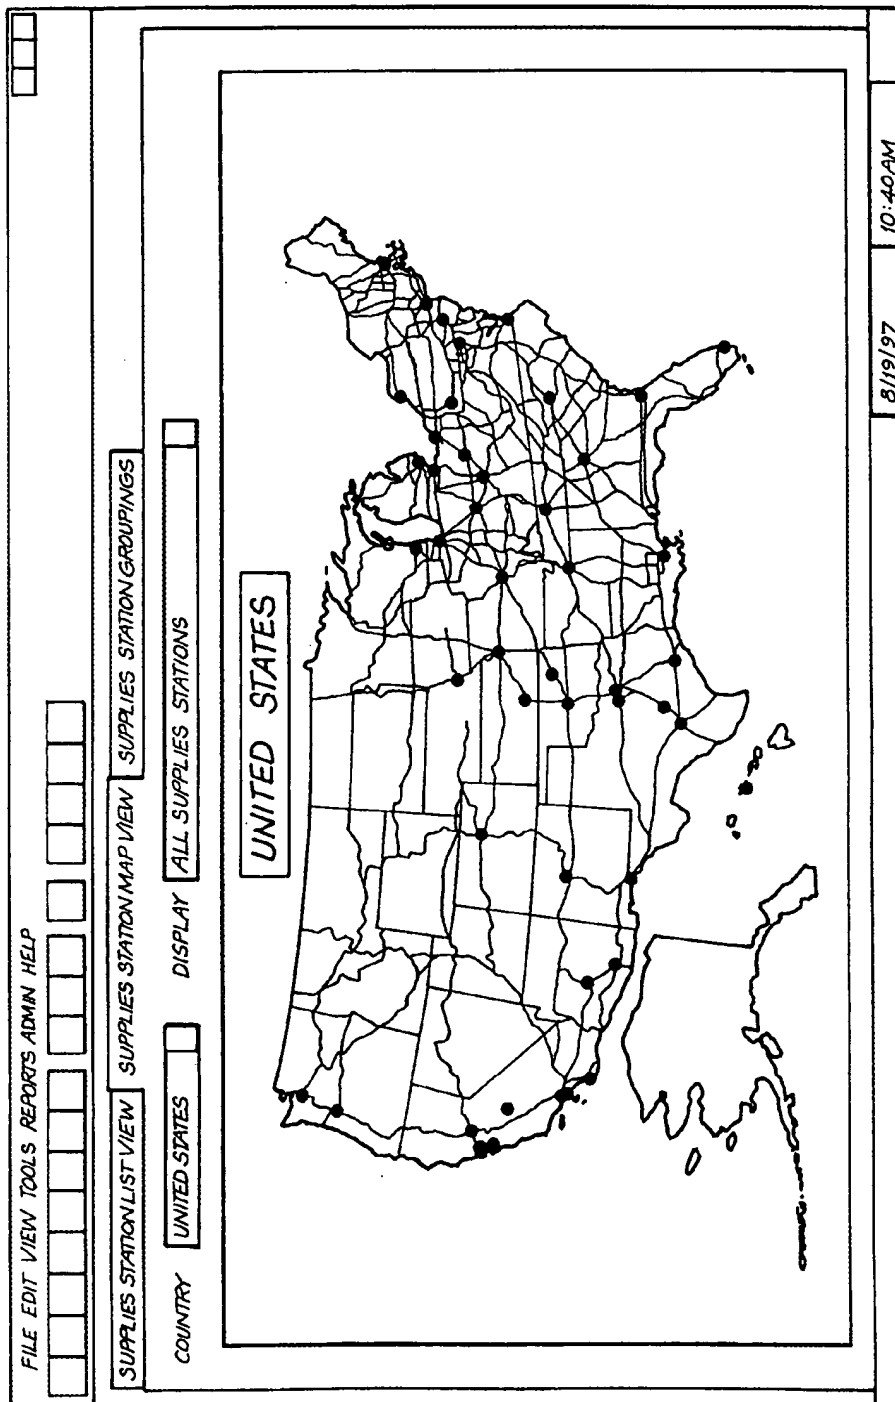 FILE EDIT VIEW TOOLS REPORTS ADMIN HELP
SUPPLIES STATION LIST VIEW
SUPPLIES STATION MAP VIEW
SUPPLIES STATION GROUPINGS
COUNTRY
UNITED STATES
DISPLAY
ALL SUPPLIES STATIONS
UNITED STATES
8/19/97
10:40AM